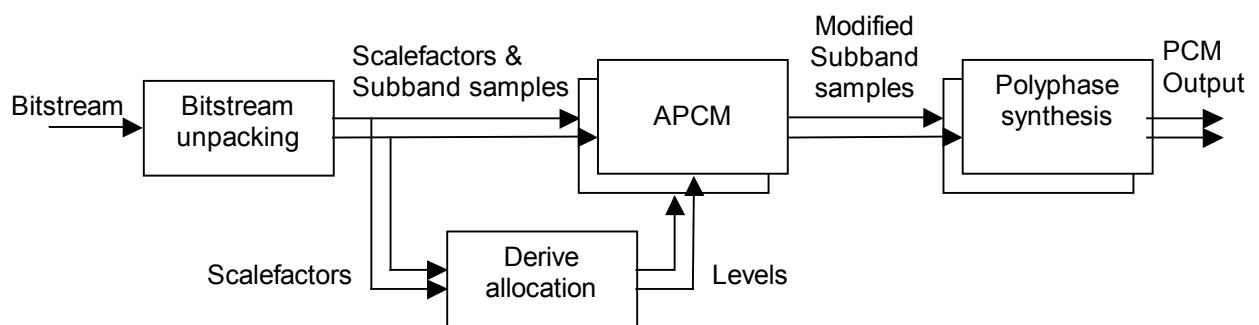 Bitstream
Bitstream
unpacking
Scalefactors &
Subband samples
APCM
Modified
Subband
samples
Polyphase
synthesis
PCM
Output
Scalefactors
Derive
allocation
Levels